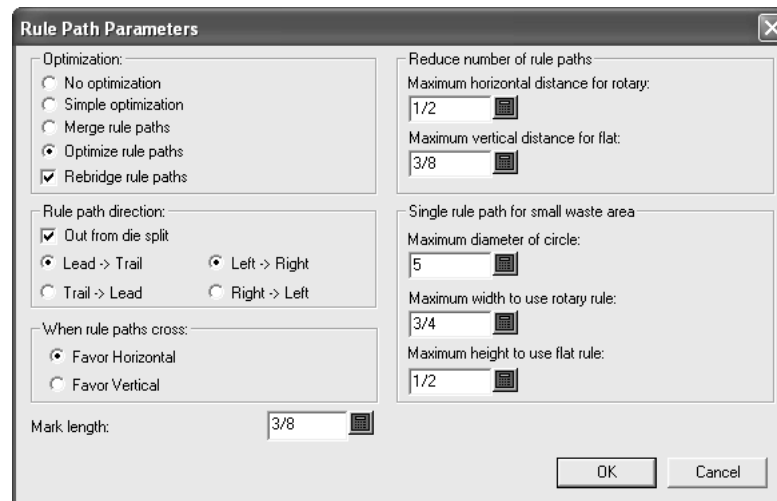 Rule Path Parameters
Optimization:
No optimization
Simple optimization
Merge rule paths
Optimize rule paths
Rebridge rule paths
Rule path direction:
Out from die split
Lead -> Trail
Left -> Right
Trail -> Lead
Right -> Left
When rule paths cross:
Favor Horizontal
Favor Vertical
Mark length:
3/8
Reduce number of rule paths
Maximum horizontal distance for rotary:
1/2
Maximum vertical distance for flat:
3/8
Single rule path for small waste area
Maximum diameter of circle:
5
Maximum width to use rotary rule:
3/4
Maximum height to use flat rule:
1/2
OK
Cancel